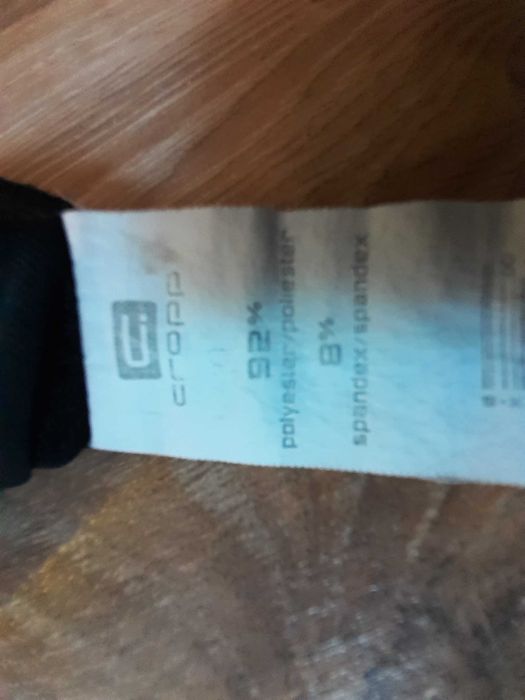 cropp
92%
polyester/poliester
8%
spandex/spandex